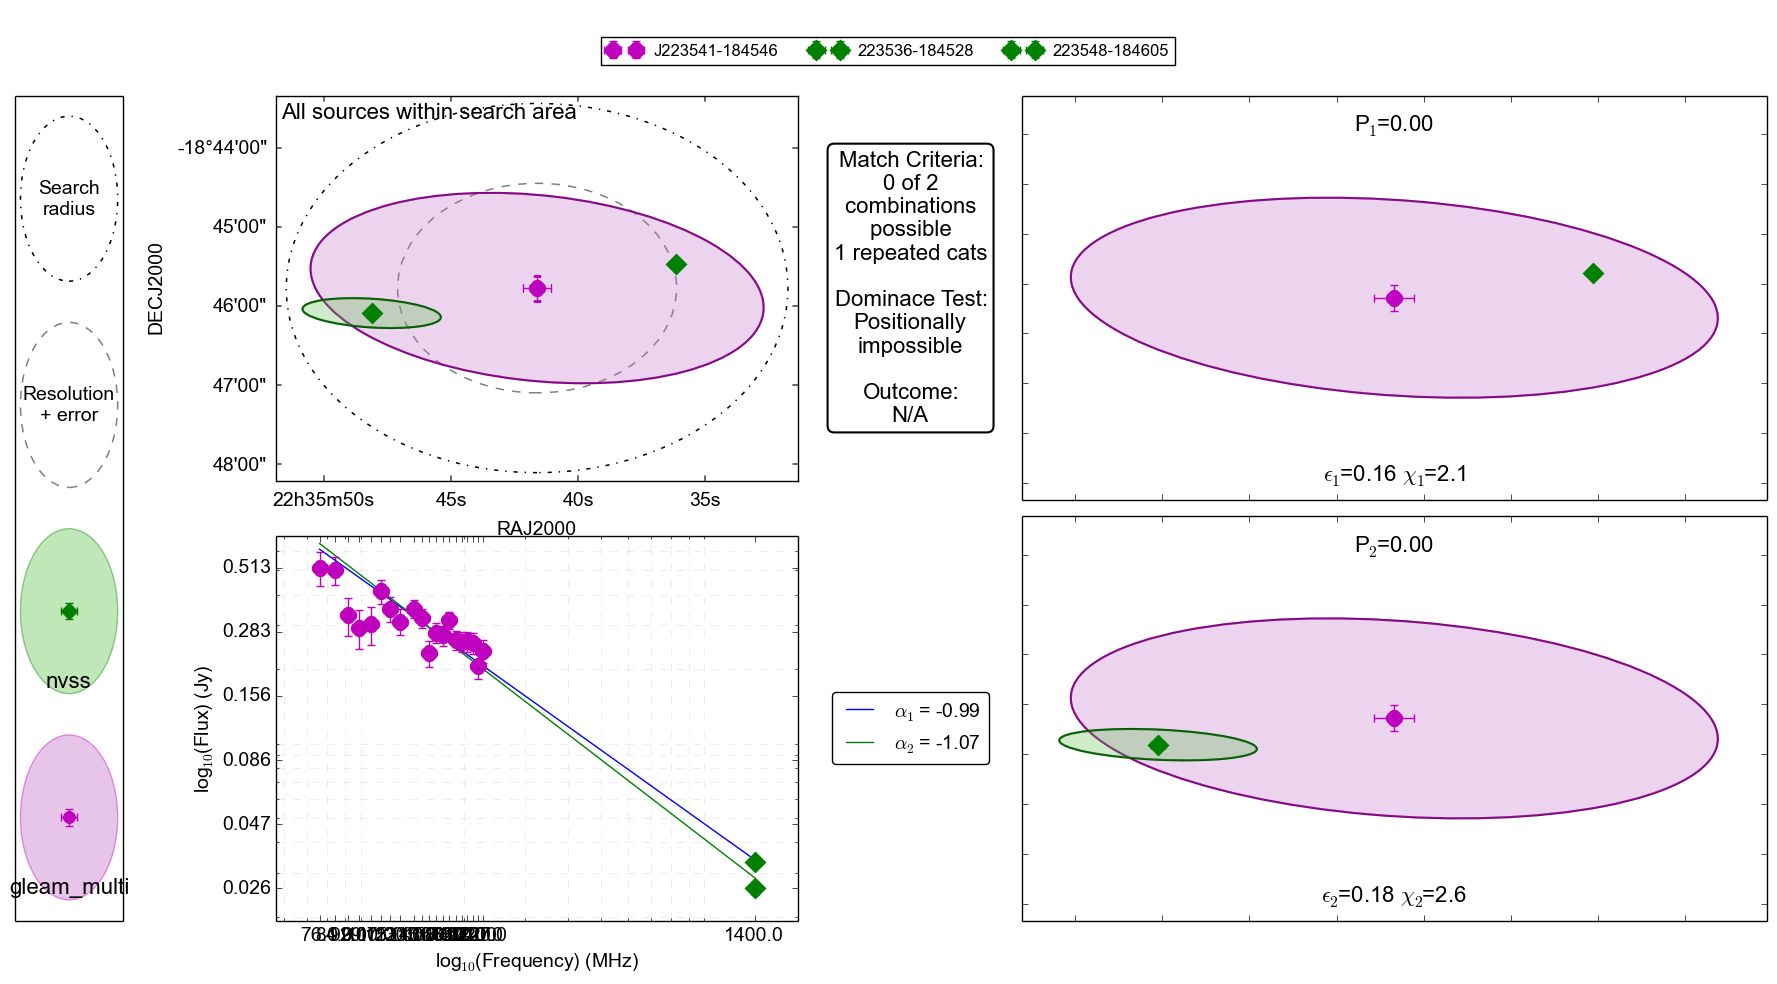 J223541-184546 223536-184528 223548-184605
Search
radius
Resolution
+ error
nvss
gleam_multi
All sources within search area
DECJ2000
-18°44'00"
45'00"
46'00"
47'00"
48'00"
22h35m50s 45s 40s 35s
RAJ2000
Match Criteria:
0 of 2
combinations
possible
1 repeated cats
Dominace Test:
Positionally
impossible
Outcome:
N/A
P1=0.00
ϵ1=0.16 χ1=2.1
log10(Flux) (Jy)
0.513
0.283
0.156
0.086
0.047
0.026
1400.0
log10(Frequency) (MHz)
α1 = -0.99
α2 = -1.07
P2=0.00
ϵ2=0.18 χ2=2.6